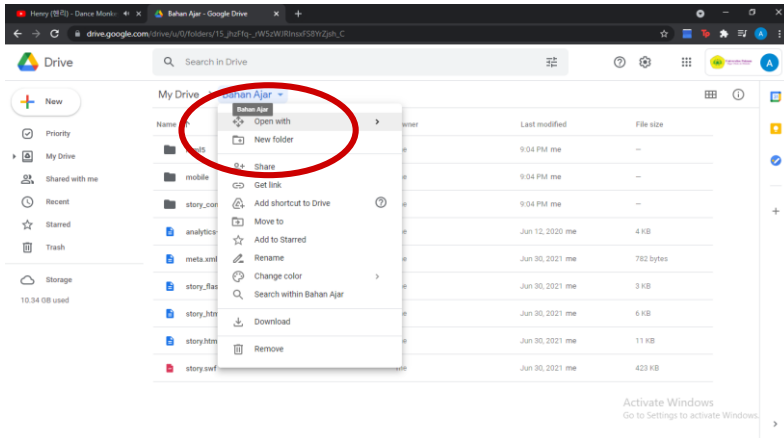 Henry (헨리) - Dance Monk
Bahan Ajar - Google Drive
drive.google.com/drive/u/0/folders/15_jhzFfq-_rW5zWJRInsxFS8YrZjsh_C
Drive
Search in Drive
A
New
My Drive
Bahan Ajar
Bahan Ajar
Name
Last modified
File size
Priority
My Drive
Shared with me
Recent
Starred
Trash
Storage
10.34 GB used
Open with
New folder
Share
Get link
Add shortcut to Drive
Move to
Add to Starred
Rename
Change color
Search within Bahan Ajar
Download
Remove
9:04 PM me –
mobile
9:04 PM me –
story_con
9:04 PM me –
analytics-
Jun 12, 2020 me 4 KB
meta.xml
Jun 30, 2021 me 782 bytes
story_flas
Jun 30, 2021 me 3 KB
story_htm
Jun 30, 2021 me 6 KB
story.htm
Jun 30, 2021 me 11 KB
story.swf
me
Jun 30, 2021 me 423 KB
Activate Windows
Go to Settings to activate Windows.